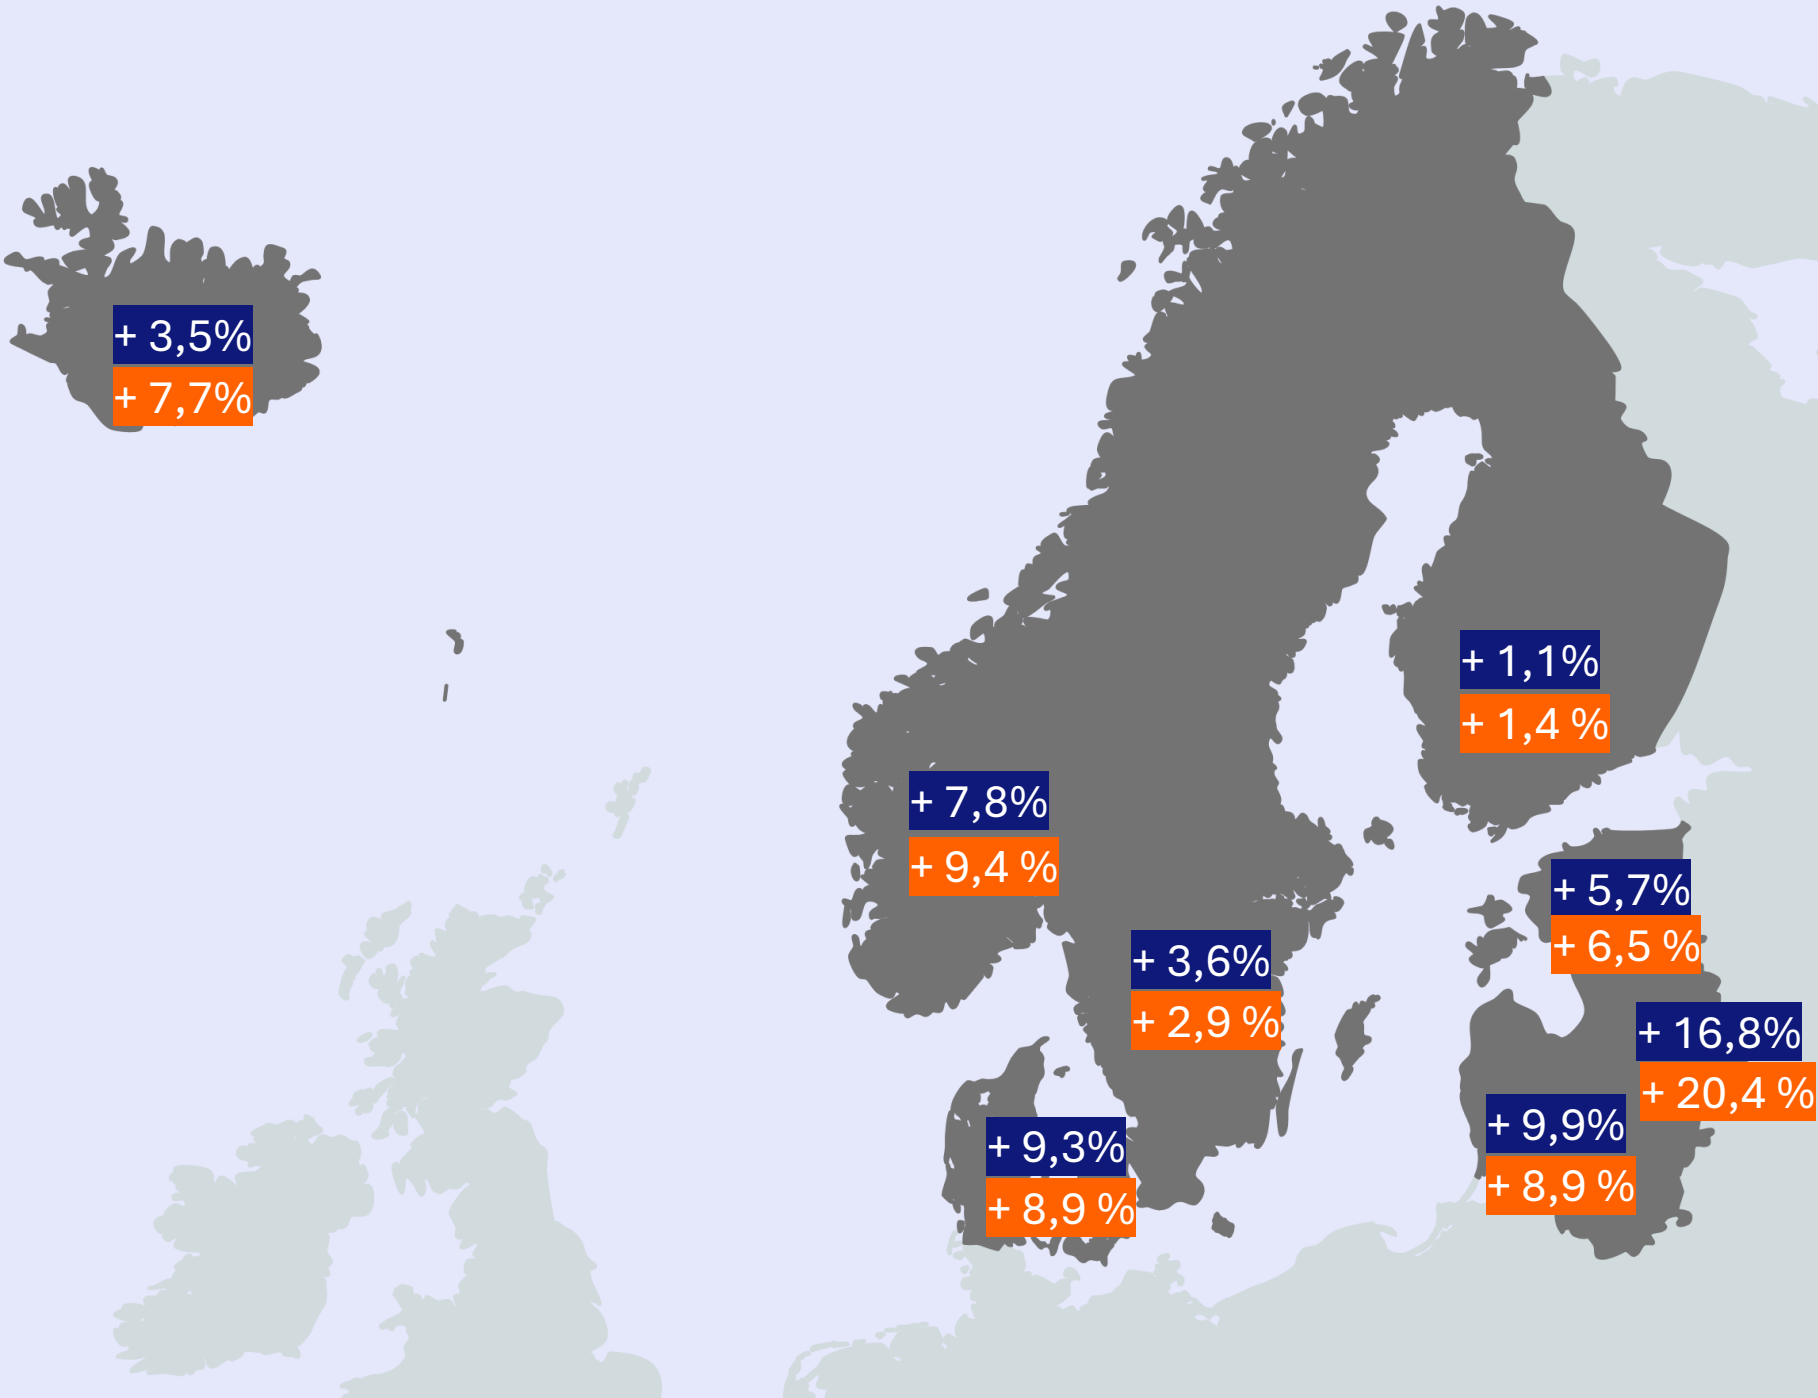 + 3,5%
+ 7,7%
+ 1,1%
+ 1,4 %
+ 7,8%
+ 9,4 %
+ 5,7%
+ 6,5 %
+ 3,6%
+ 2,9 %
+ 16,8%
+ 20,4 %
+ 9,9%
+ 8,9 %
+ 9,3%
+ 8,9 %